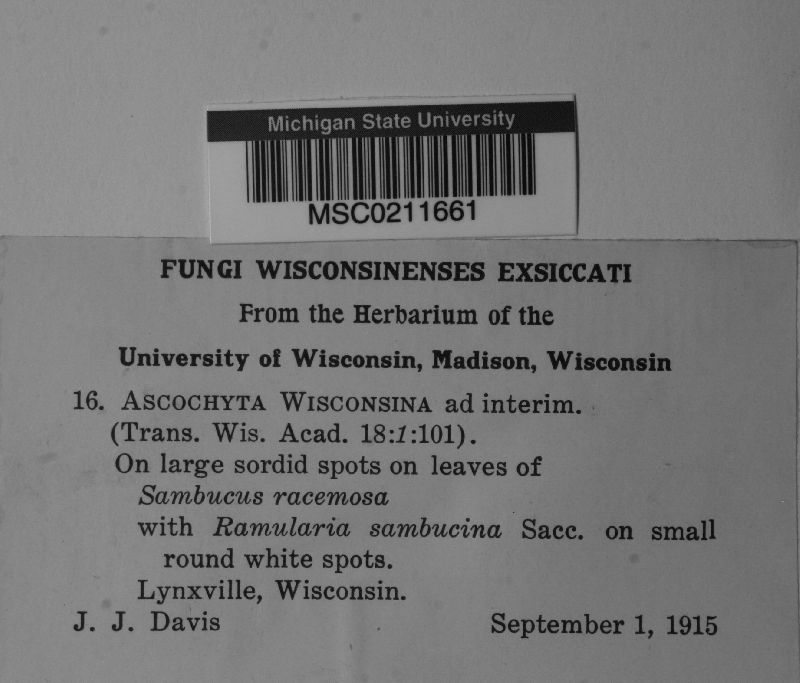 Michigan State University
MSC0211661
FUNGI WISCONSINENSES EXSICCATI
From the Herbarium of the
University of Wisconsin, Madison, Wisconsin
16. ASCOCHYTA WISCONSINA ad interim.
(Trans. Wis. Acad. 18:1:101).
On large sordid spots on leaves of
Sambucus racemosa
with Ramularia sambucina Sacc. on small
round white spots.
Lynxville, Wisconsin.
J. J. Davis September 1, 1915